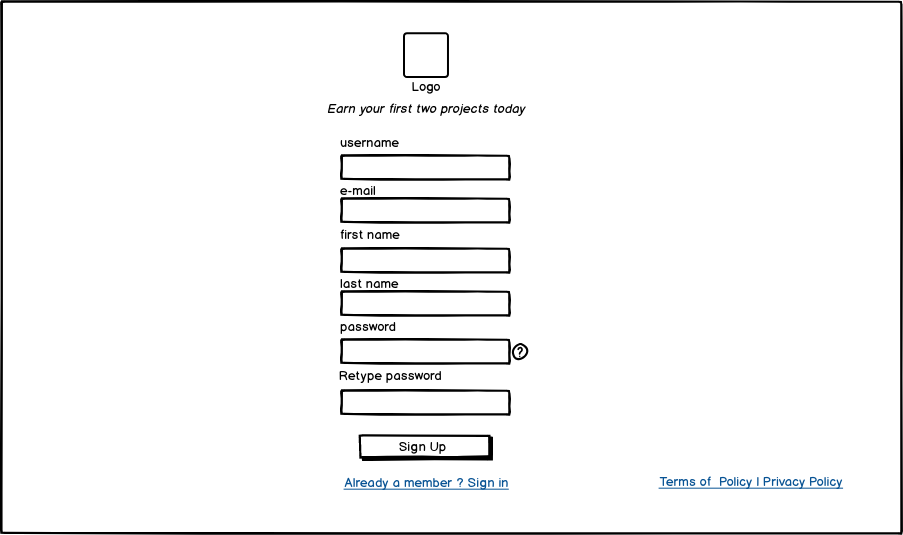 Logo
Earn your first two projects today
username
e-mail
first name
last name
password
?
Retype password
Sign Up
Already a member ? Sign in
Terms of  Policy | Privacy Policy